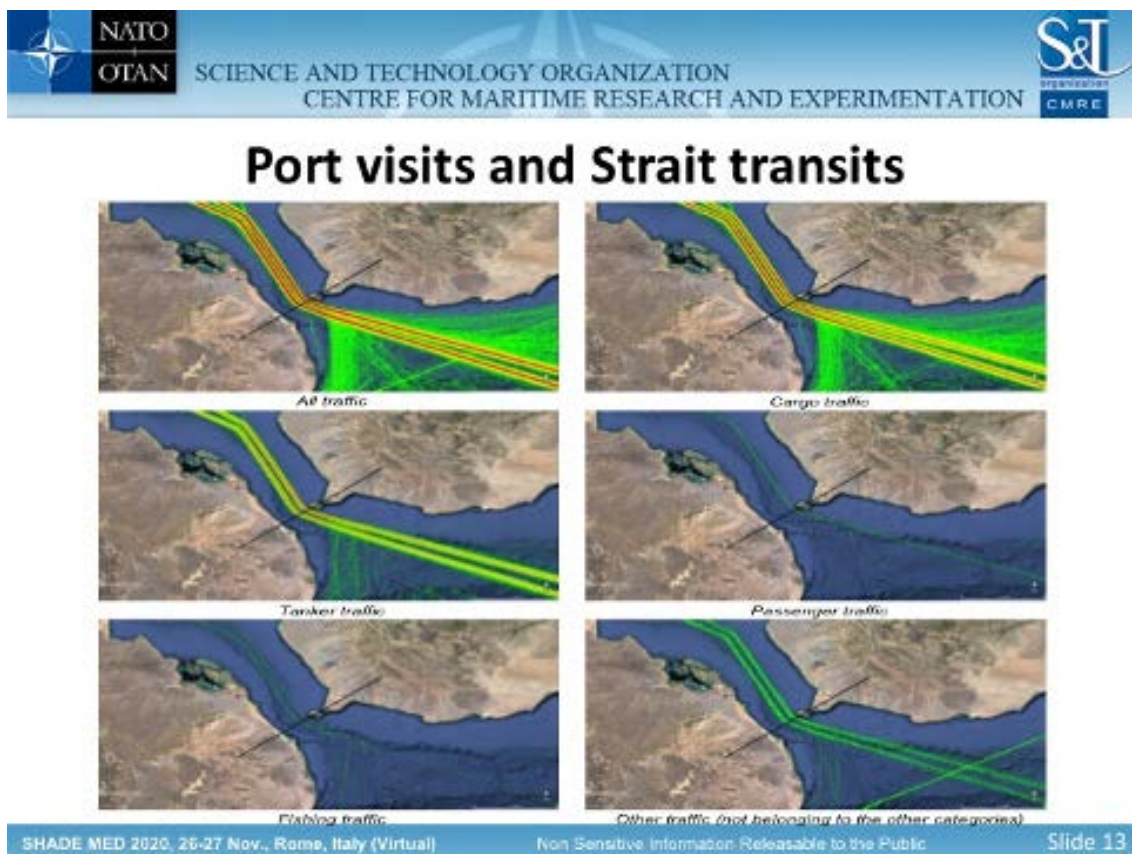 NATO
OTAN
SCIENCE AND TECHNOLOGY ORGANIZATION
CENTRE FOR MARITIME RESEARCH AND EXPERIMENTATION
S&T
organization
CMRE
Port visits and Strait transits
All traffic
Cargo traffic
Tanker traffic
Passenger traffic
Fishing traffic
Other traffic (not belonging to the other categories)
SHADE MED 2020, 26-27 Nov., Rome, Italy (Virtual)
Non Sensitive Information Releasable to the Public
Slide 13